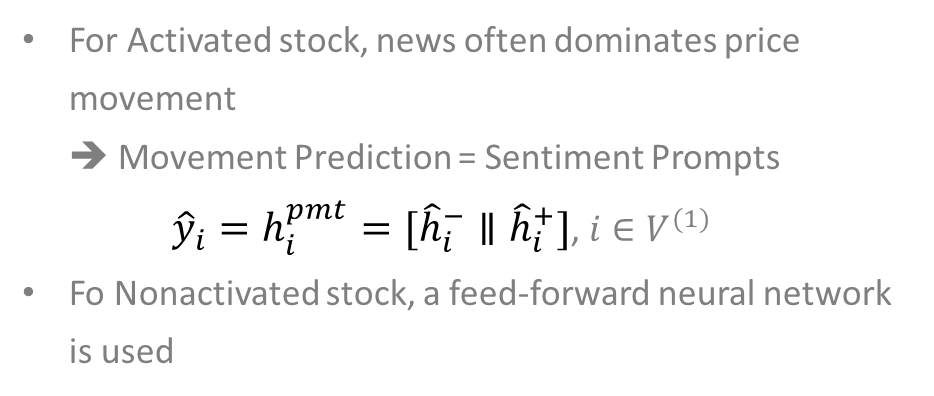 • For Activated stock, news often dominates price
movement
➔ Movement Prediction = Sentiment Prompts
ŷᵢ = hᵢᵖᵐᵗ = [ĥᵢ⁻ ∥ ĥᵢ⁺], i ∈ V⁽¹⁾
• Fo Nonactivated stock, a feed-forward neural network
is used